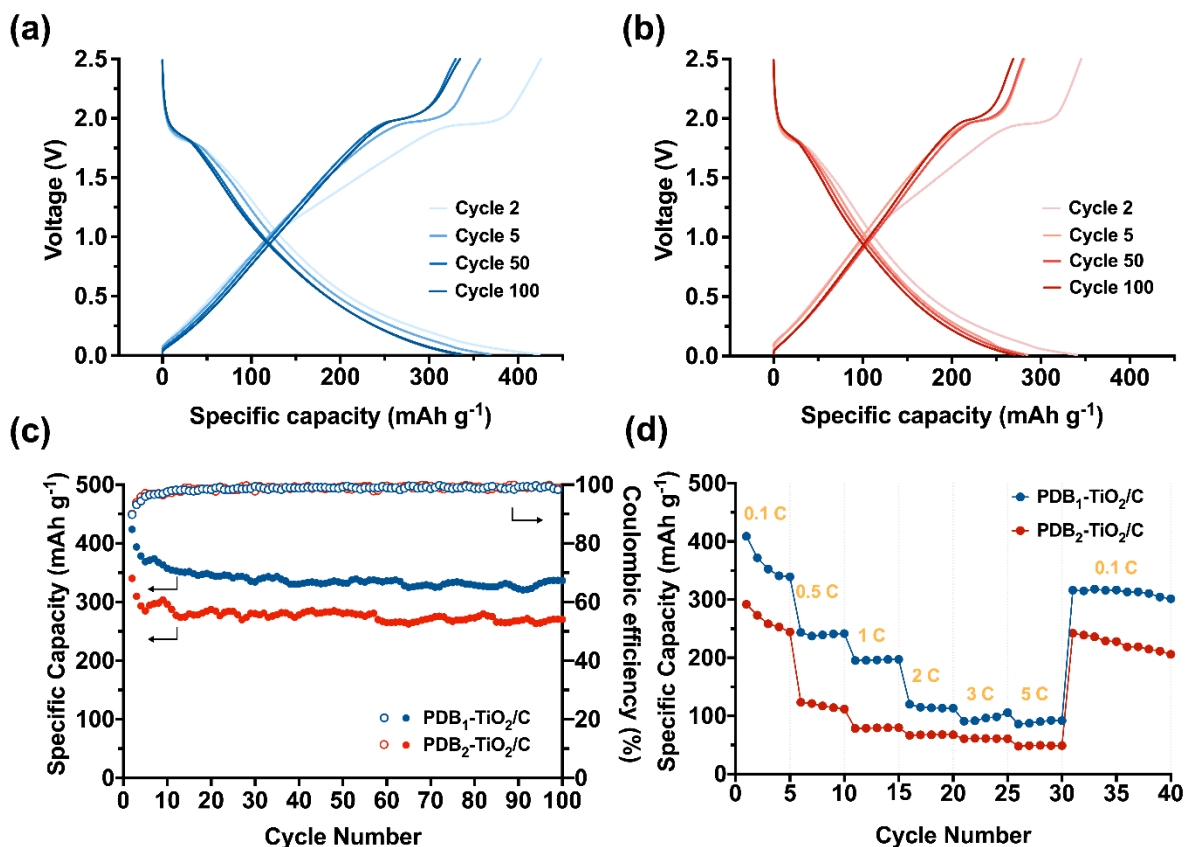 (a)
2.5
2.0
1.5
1.0
0.5
0.0
Voltage (V)
Cycle 2
Cycle 5
Cycle 50
Cycle 100
0 100 200 300 400
Specific capacity (mAh g⁻¹)
(b)
2.5
2.0
1.5
1.0
0.5
0.0
Voltage (V)
Cycle 2
Cycle 5
Cycle 50
Cycle 100
0 100 200 300 400
Specific capacity (mAh g⁻¹)
(c)
500
450
400
350
300
250
200
150
100
50
0
Specific Capacity (mAh g⁻¹)
100
80
60
40
20
0
Coulombic efficiency (%)
PDB₁-TiO₂/C
PDB₂-TiO₂/C
0 10 20 30 40 50 60 70 80 90 100
Cycle Number
(d)
500
400
300
200
100
0
Specific Capacity (mAh g⁻¹)
PDB₁-TiO₂/C
PDB₂-TiO₂/C
0.1 C
0.5 C
1 C
2 C
3 C
5 C
0.1 C
0 5 10 15 20 25 30 35 40
Cycle Number